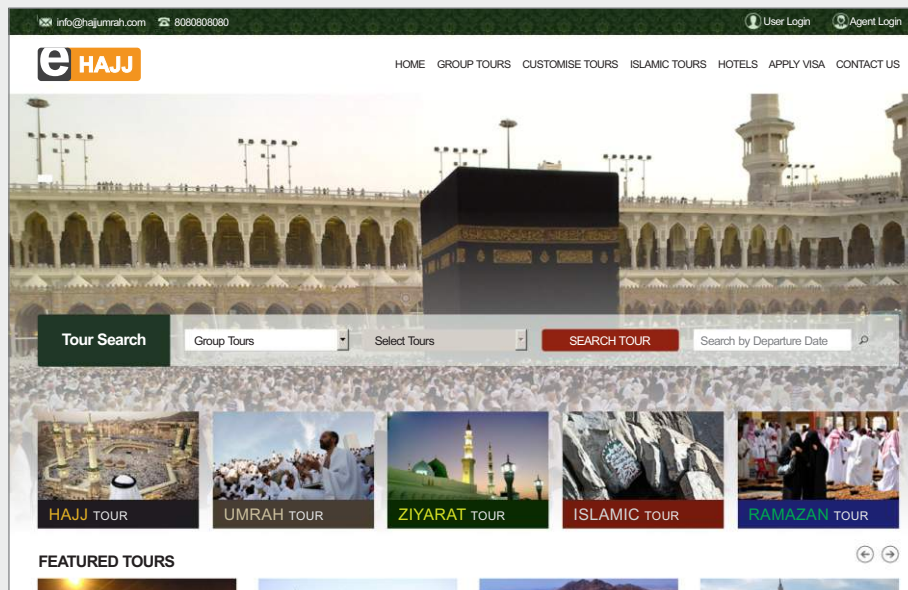 info@hajjumrah.com 8080808080 User Login Agent Login
e HAJJ
HOME GROUP TOURS CUSTOMISE TOURS ISLAMIC TOURS HOTELS APPLY VISA CONTACT US
Tour Search Group Tours Select Tours SEARCH TOUR Search by Departure Date
HAJJ TOUR UMRAH TOUR ZIYARAT TOUR ISLAMIC TOUR RAMAZAN TOUR
FEATURED TOURS